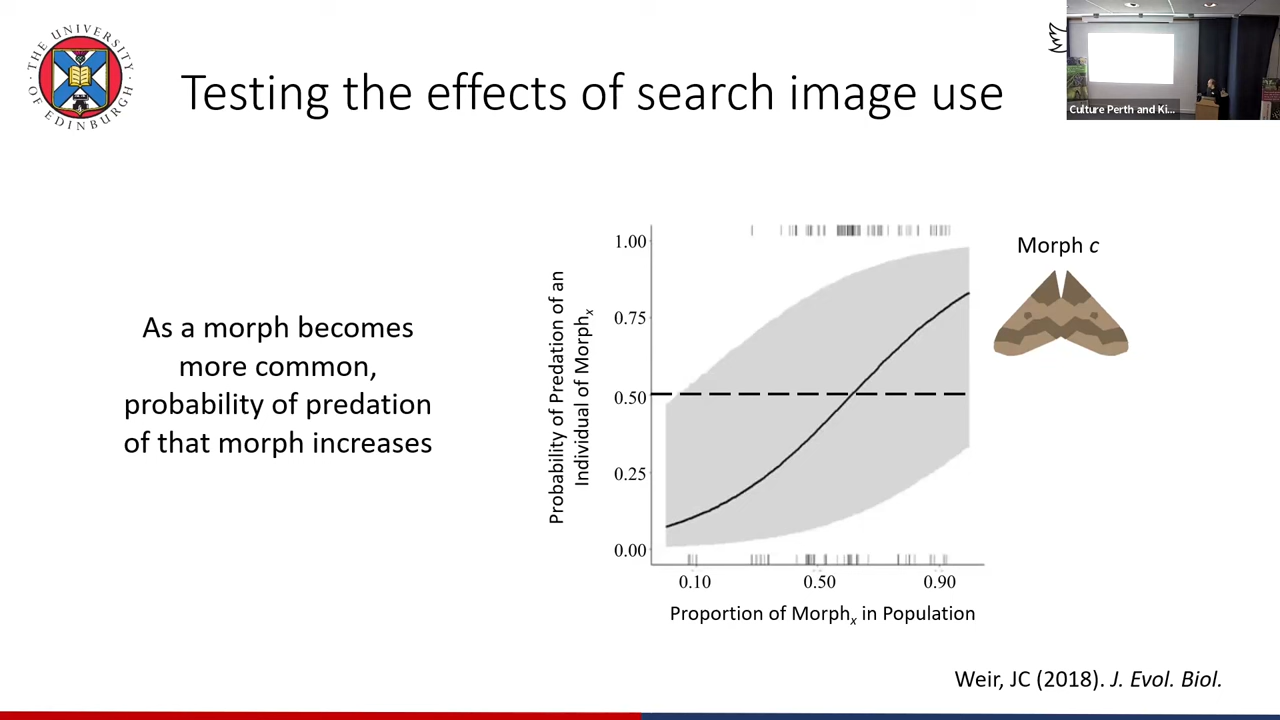 THE UNIVERSITY OF EDINBURGH
Testing the effects of search image use
Culture Perth and Ki...
As a morph becomes
more common,
probability of predation
of that morph increases
Probability of Predation of an
Individual of Morphₓ
1.00
0.75
0.50
0.25
0.00
0.10 0.50 0.90
Proportion of Morphₓ in Population
Morph c
Weir, JC (2018). J. Evol. Biol.